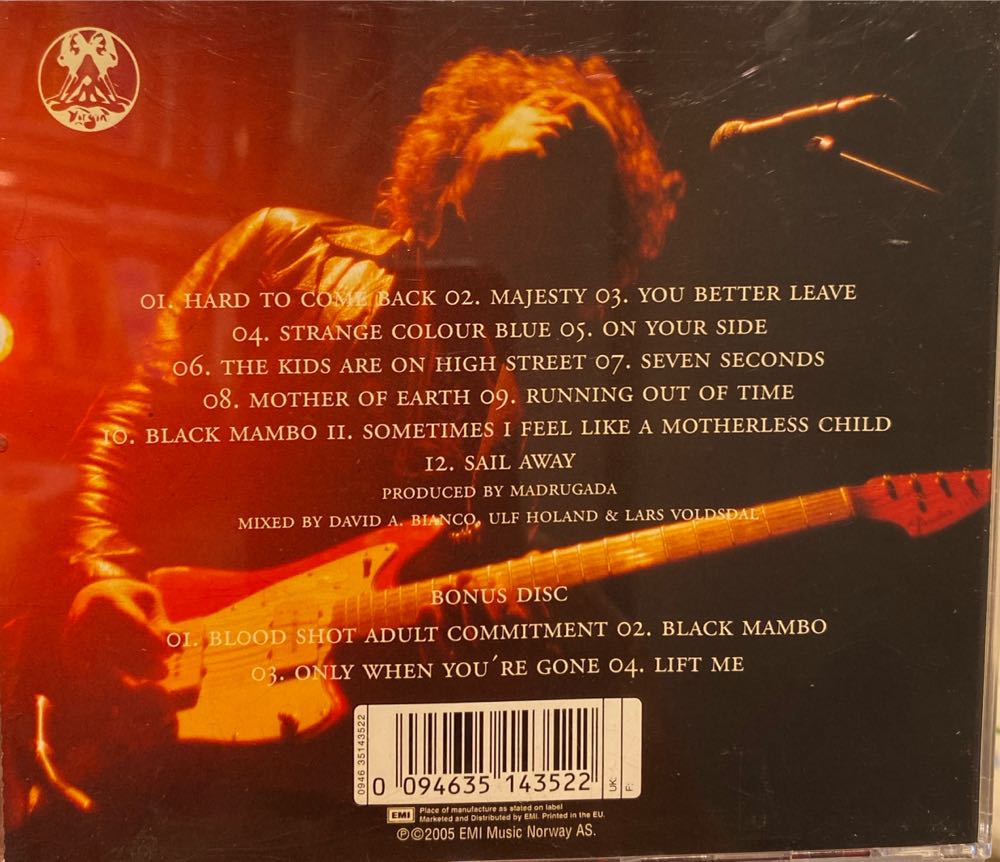 Virgin
01. HARD TO COME BACK 02. MAJESTY 03. YOU BETTER LEAVE
04. STRANGE COLOUR BLUE 05. ON YOUR SIDE
06. THE KIDS ARE ON HIGH STREET 07. SEVEN SECONDS
08. MOTHER OF EARTH 09. RUNNING OUT OF TIME
10. BLACK MAMBO 11. SOMETIMES I FEEL LIKE A MOTHERLESS CHILD
12. SAIL AWAY
PRODUCED BY MADRUGADA
MIXED BY DAVID A. BIANCO, ULF HOLAND & LARS VOLDSDAL
Fender
BONUS DISC
01. BLOOD SHOT ADULT COMMITMENT 02. BLACK MAMBO
03. ONLY WHEN YOU´RE GONE 04. LIFT ME
0946 35143522
0 094635 143522
UK:
F:
EMI
Place of manufacture as stated on label
Marketed and Distributed by EMI. Printed in the EU.
℗©2005 EMI Music Norway AS.